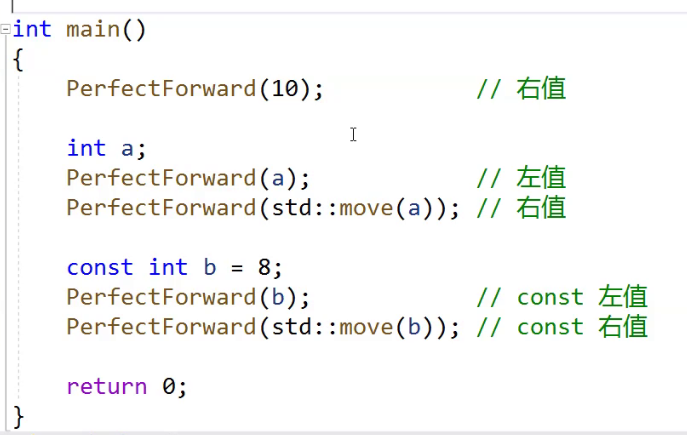 int main()
{
    PerfectForward(10);           // 右值
    int a;
    PerfectForward(a);            // 左值
    PerfectForward(std::move(a)); // 右值
    const int b = 8;
    PerfectForward(b);            // const 左值
    PerfectForward(std::move(b)); // const 右值
    return 0;
}